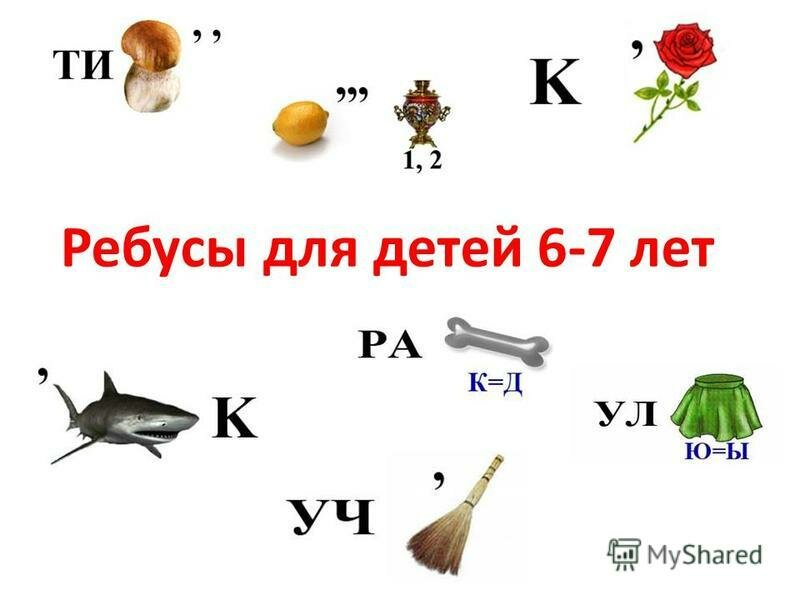 ТИ , ,
,,,
1, 2
К ,
Ребусы для детей 6-7 лет
, К
РА
К=Д
УЛ
Ю=Ы
УЧ ,
MyShared